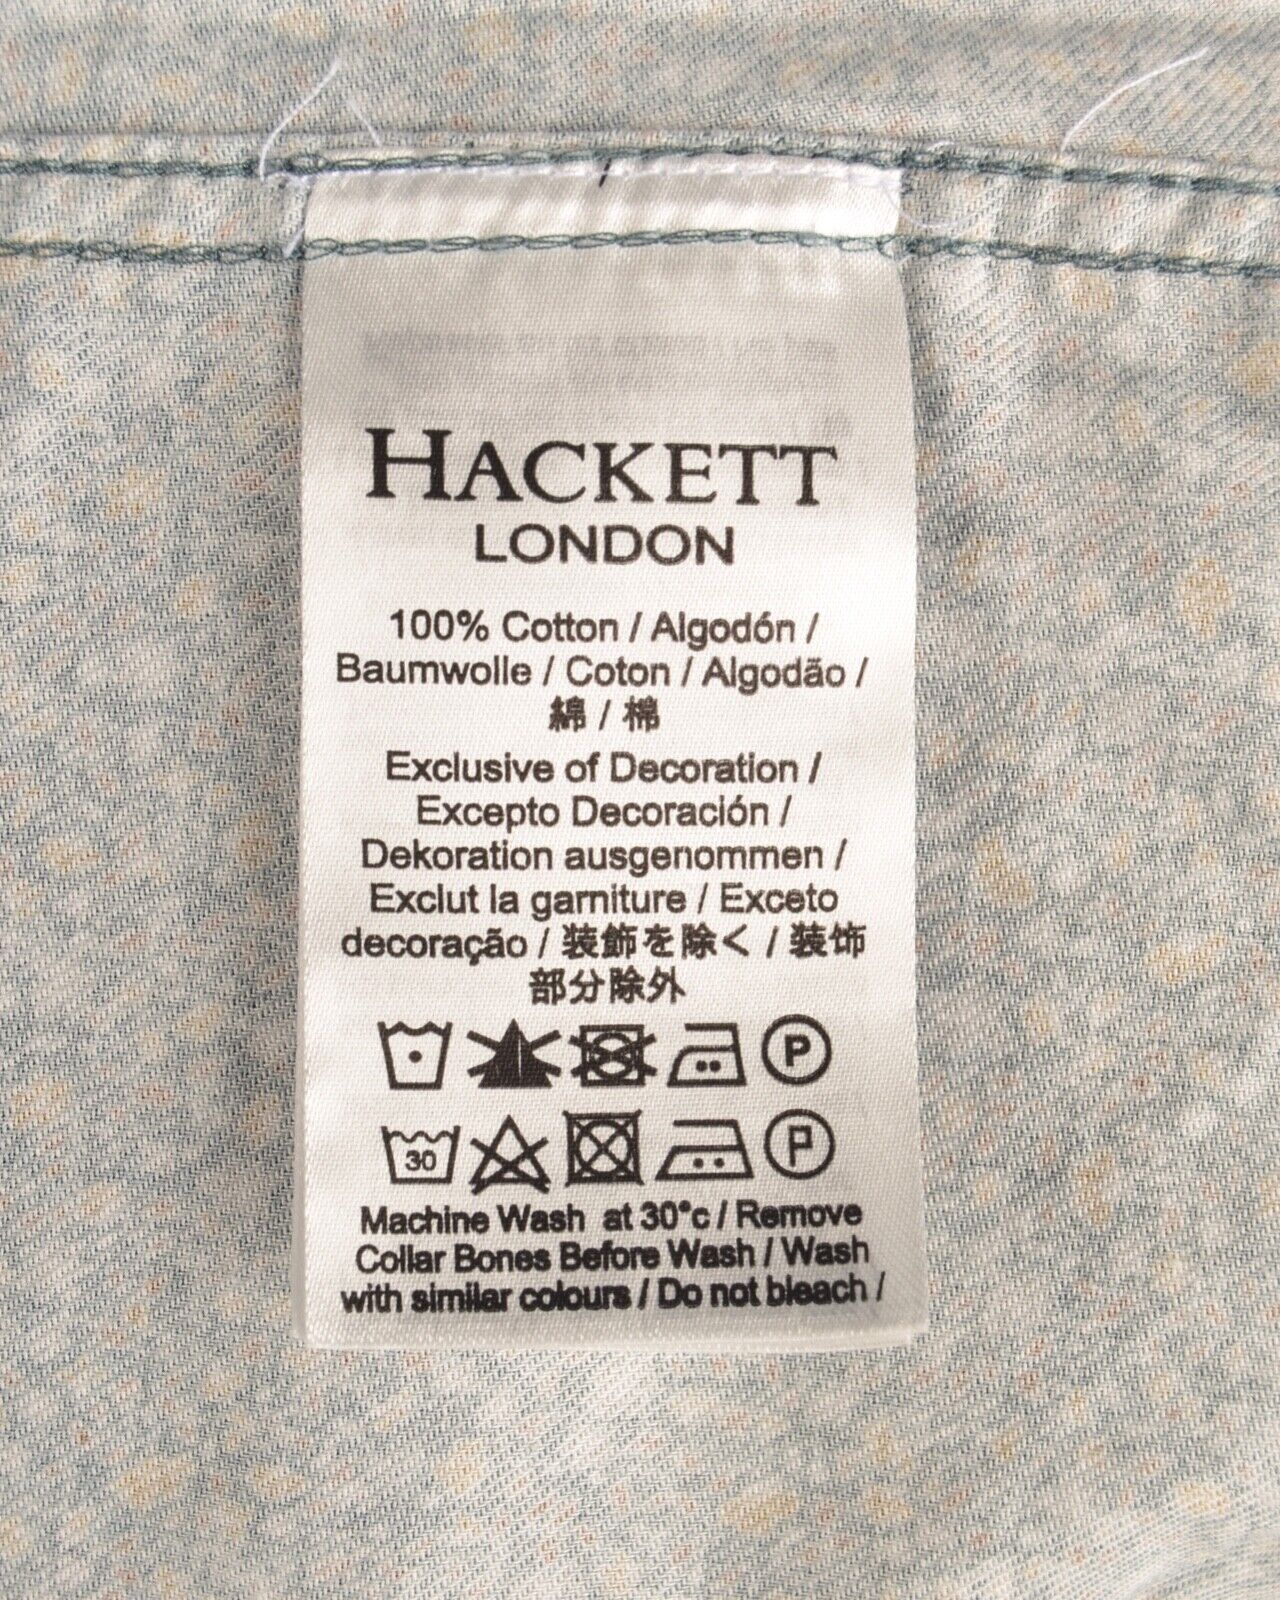 HACKETT
LONDON
100% Cotton / Algodón /
Baumwolle / Coton / Algodão /
綿 / 棉
Exclusive of Decoration /
Excepto Decoración /
Dekoration ausgenommen /
Exclut la garniture / Exceto
decoração / 装飾を除く / 装饰
部分除外
P
30 P
Machine Wash at 30°c / Remove
Collar Bones Before Wash / Wash
with similar colours / Do not bleach /